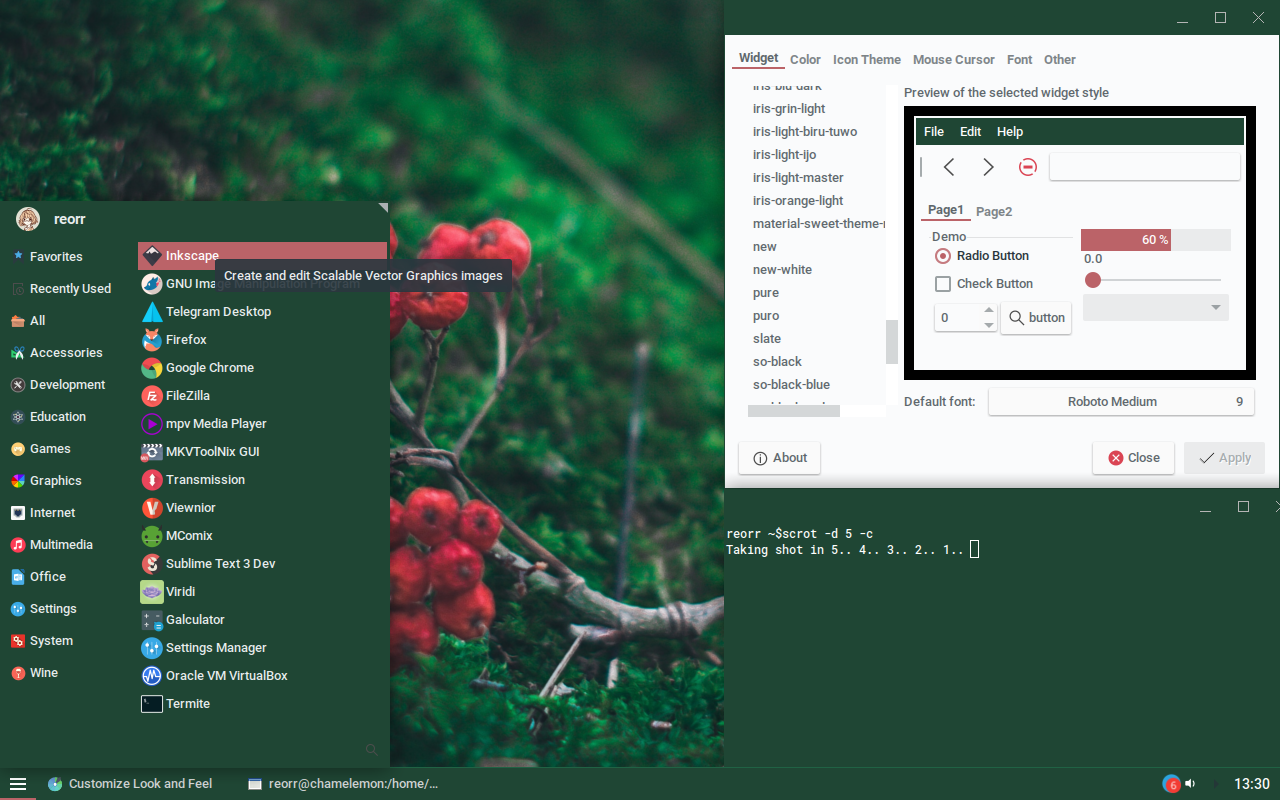 reorr
Favorites
Recently Used
All
Accessories
Development
Education
Games
Graphics
Internet
Multimedia
Office
Settings
System
Wine
Inkscape
Create and edit Scalable Vector Graphics images
GNU Image Manipulation Program
Telegram Desktop
Firefox
Google Chrome
FileZilla
mpv Media Player
MKVToolNix GUI
Transmission
Viewnior
MComix
Sublime Text 3 Dev
Viridi
Galculator
Settings Manager
Oracle VM VirtualBox
Termite
Widget Color Icon Theme Mouse Cursor Font Other
iris-blu-dark
iris-grin-light
iris-light-biru-tuwo
iris-light-ijo
iris-light-master
iris-orange-light
material-sweet-theme-
new
new-white
pure
puro
slate
so-black
so-black-blue
Preview of the selected widget style
File Edit Help
Page1 Page2
Demo
60 %
Radio Button
0.0
Check Button
0
button
Default font: Roboto Medium 9
About Close Apply
reorr ~$scrot -d 5 -c
Taking shot in 5.. 4.. 3.. 2.. 1..
Customize Look and Feel
reorr@chamelemon:/home/...
6
13:30